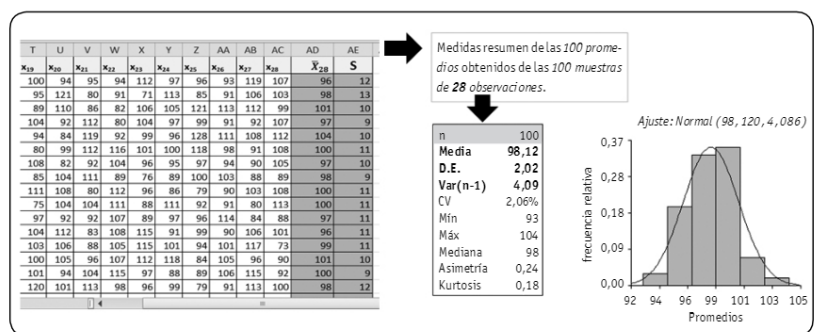 T U V W X Y Z AA AB AC AD AE
x₁₉ x₂₀ x₂₁ x₂₂ x₂₃ x₂₄ x₂₅ x₂₆ x₂₇ x₂₈ X̅₂₈ S
100 94 95 94 112 97 96 93 119 107 96 12
95 121 80 91 71 113 85 91 106 103 98 13
89 110 86 82 106 105 121 113 112 99 101 10
104 92 112 80 104 97 99 91 92 107 97 9
94 84 119 92 99 96 128 111 108 112 104 10
80 99 112 116 101 100 118 98 91 108 100 11
108 82 92 104 96 95 97 94 90 105 97 10
85 104 111 89 76 89 100 103 88 89 98 9
111 108 80 112 96 86 79 90 103 108 100 11
75 104 104 111 88 111 92 91 80 113 100 11
97 92 92 107 89 97 96 114 84 88 97 11
104 112 83 108 115 91 99 90 106 101 96 11
103 106 88 105 115 101 94 101 117 73 99 11
100 105 96 107 112 118 84 105 96 90 101 10
101 94 104 115 97 88 89 106 115 92 100 9
120 101 113 98 96 99 79 91 113 100 98 12
Medidas resumen de las 100 prome-
dios obtenidos de las 100 muestras
de 28 observaciones.
n 100
Media 98,12
D.E. 2,02
Var(n-1) 4,09
CV 2,06%
Mín 93
Máx 104
Mediana 98
Asimetría 0,24
Kurtosis 0,18
Ajuste: Normal (98,120,4,086)
0,37
0,28
0,18
0,09
0,00
frecuencia relativa
92 94 96 99 101 103 105
Promedios